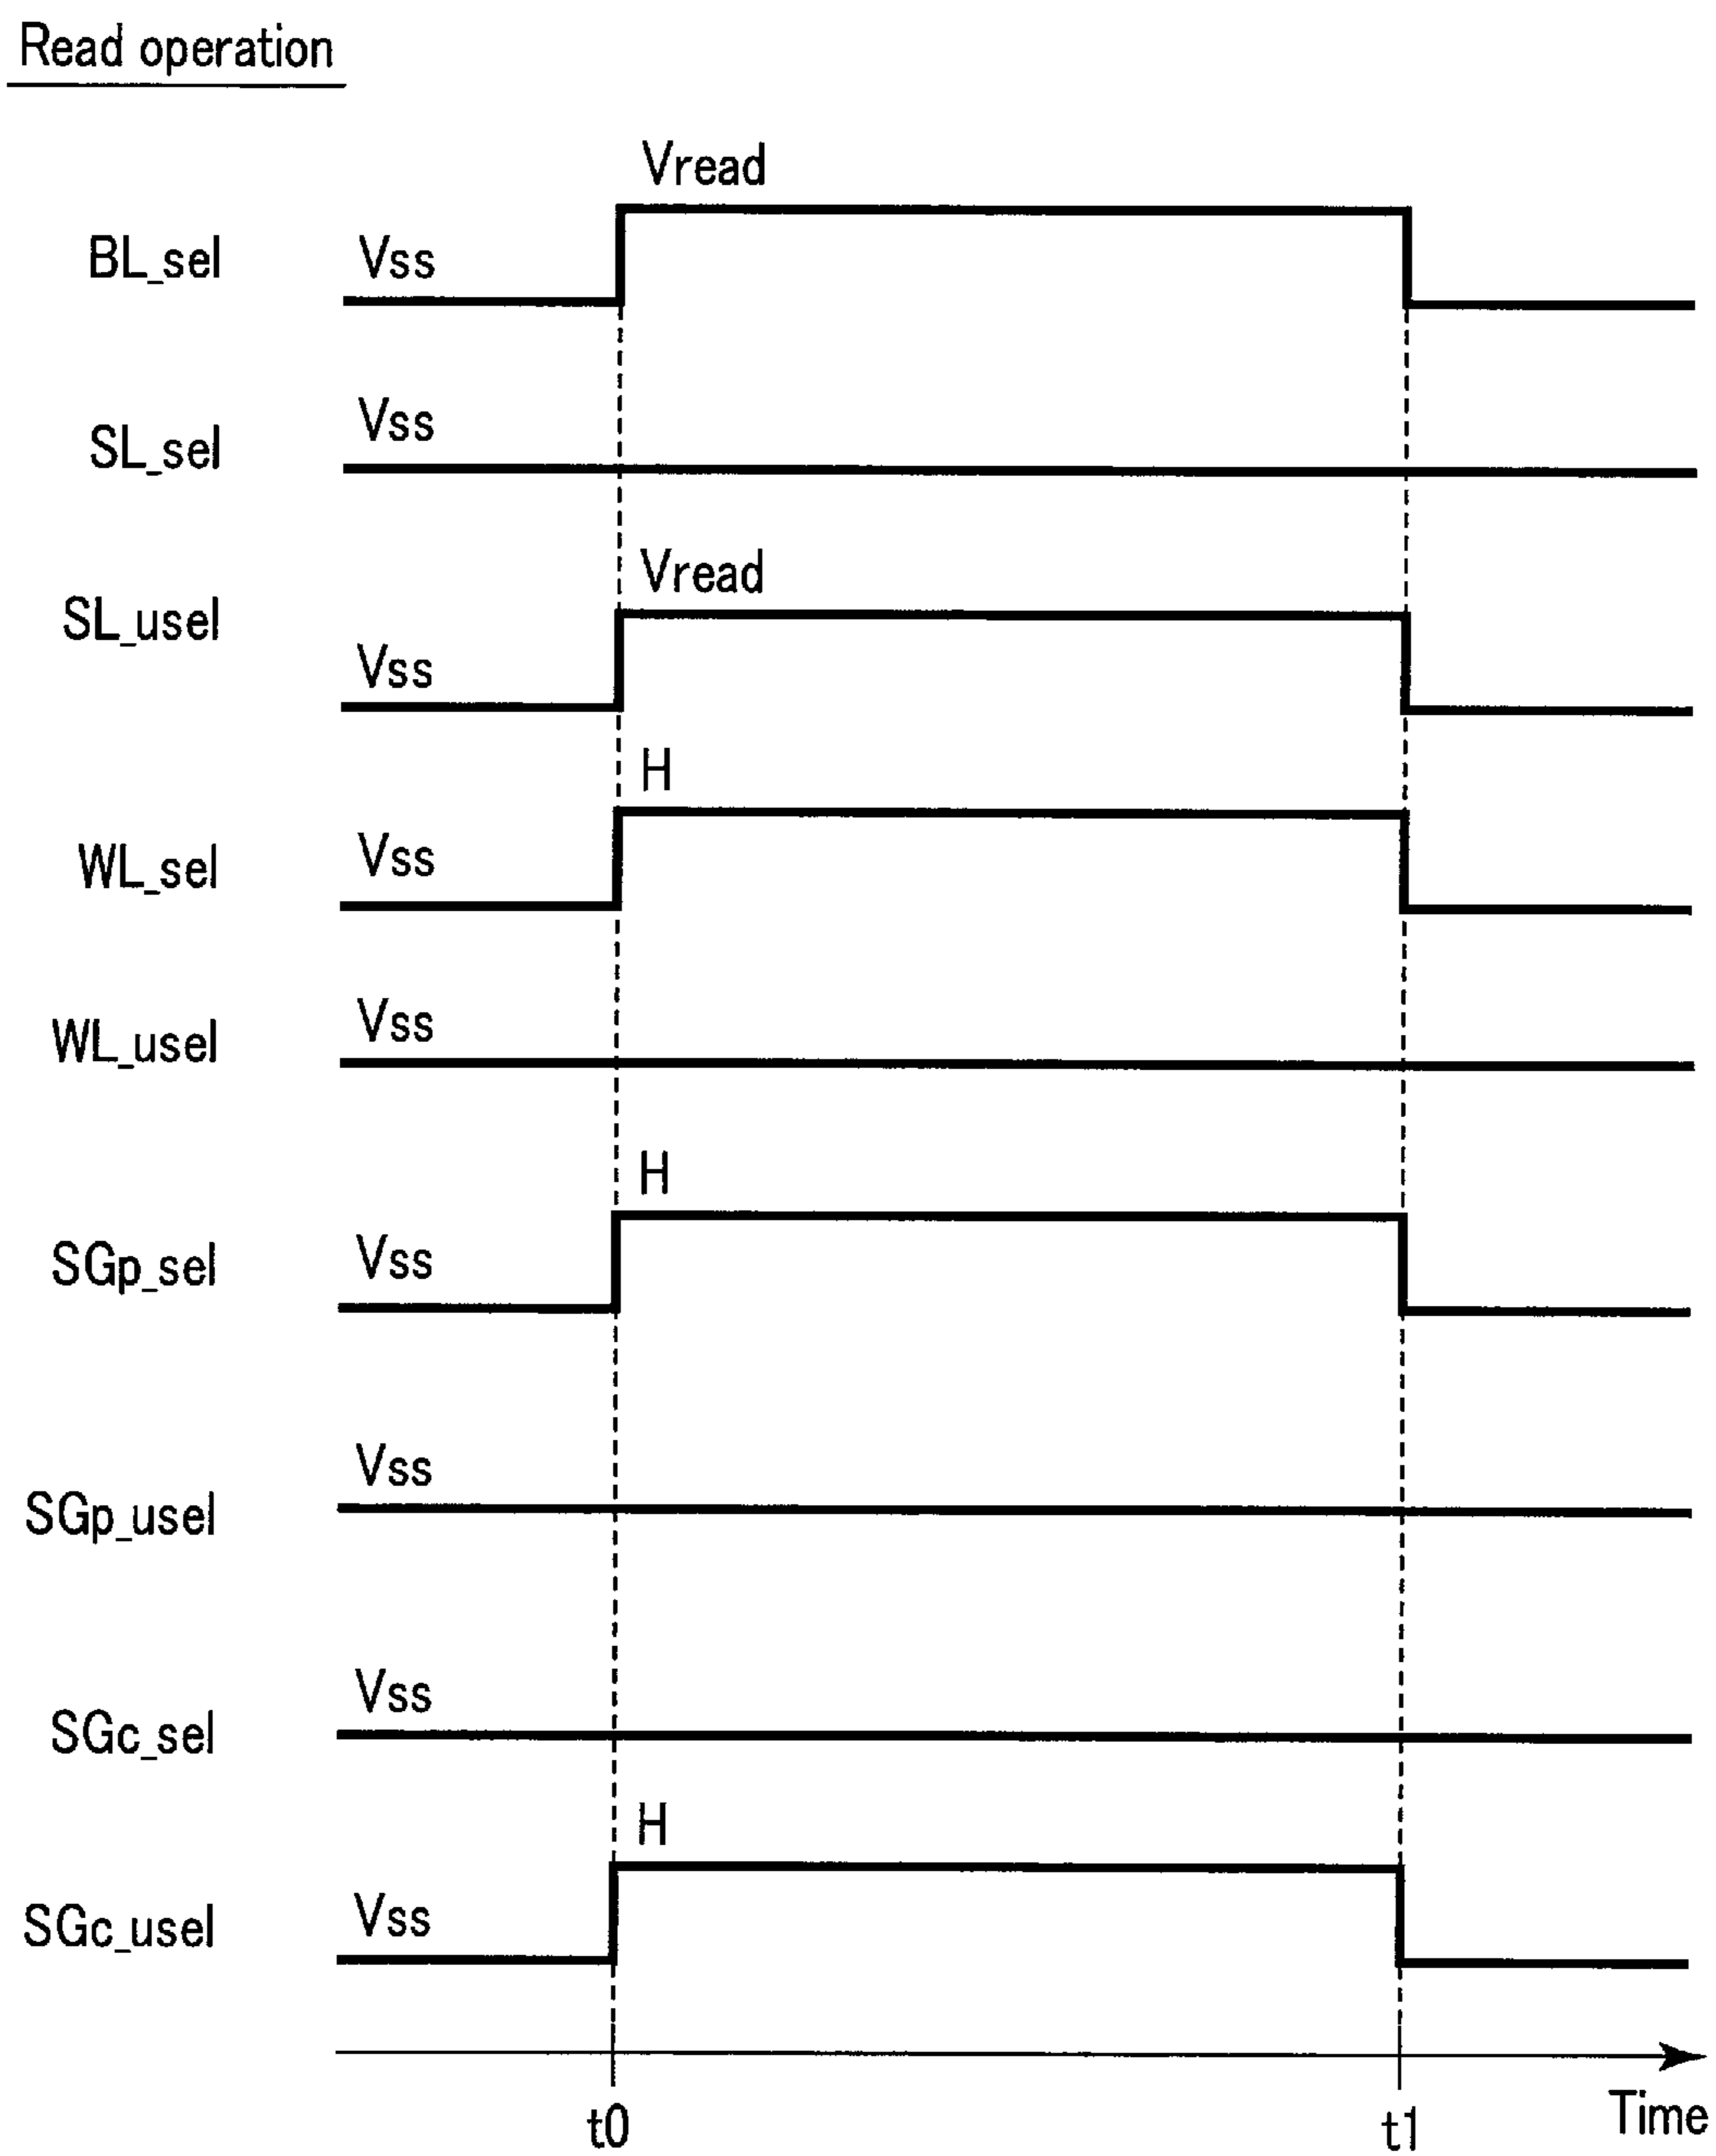 Read operation
Vread
BL_sel Vss
Vss
SL_sel
Vread
SL_usel
Vss
H
WL_sel Vss
Vss
WL_usel
H
SGp_sel Vss
Vss
SGp_usel
Vss
SGc_sel
H
SGc_usel Vss
t0 t1 Time